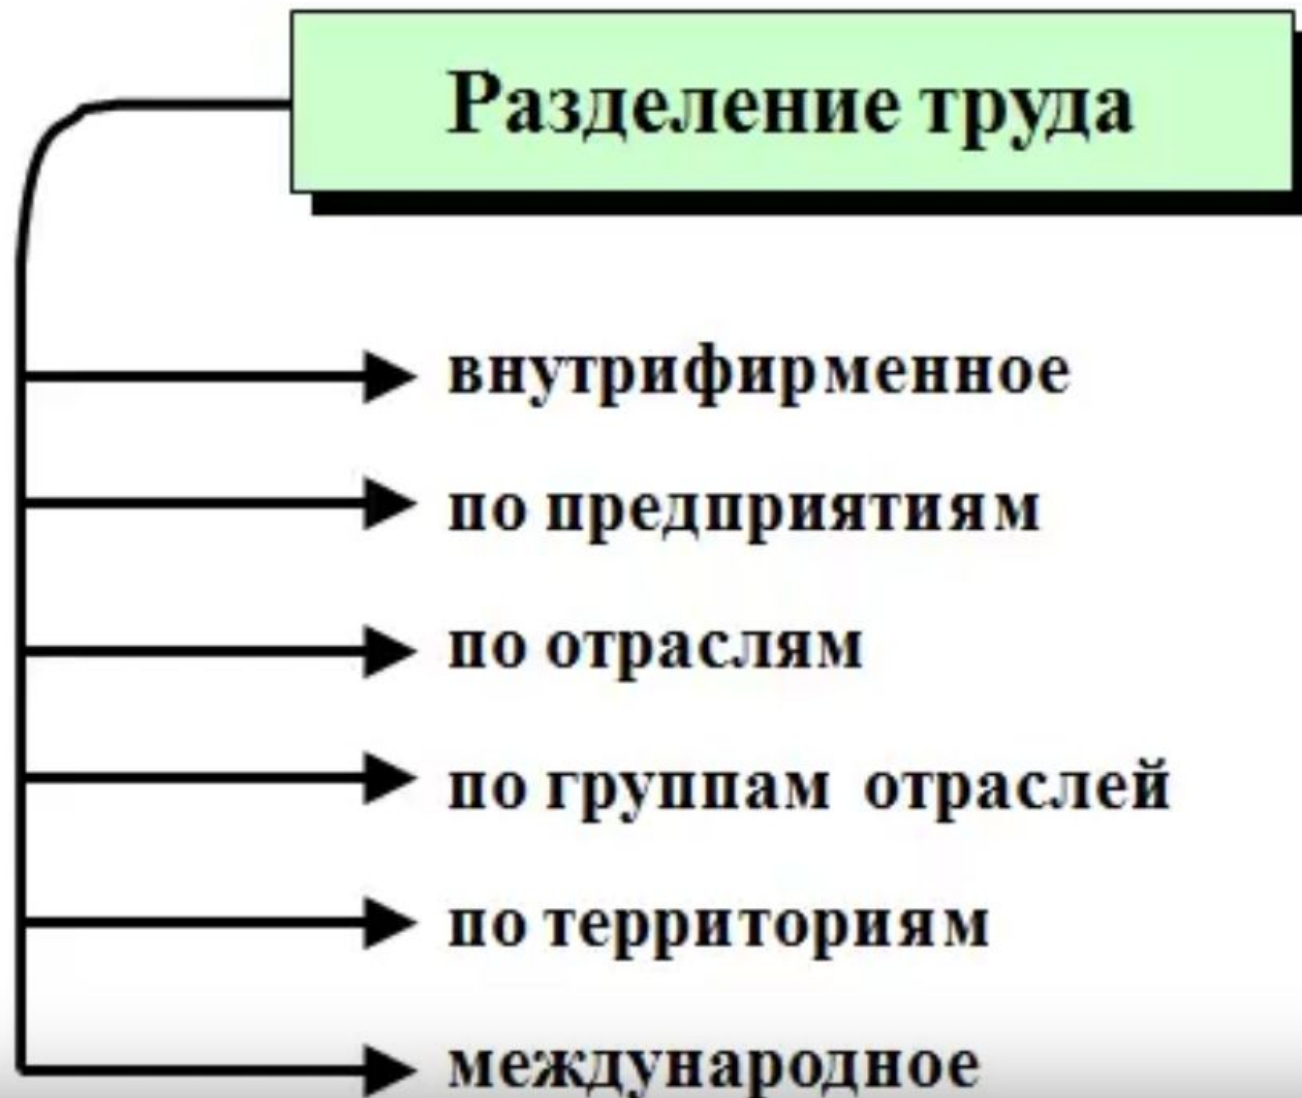 Разделение труда
внутрифирменное
по предприятиям
по отраслям
по группам отраслей
по территориям
международное